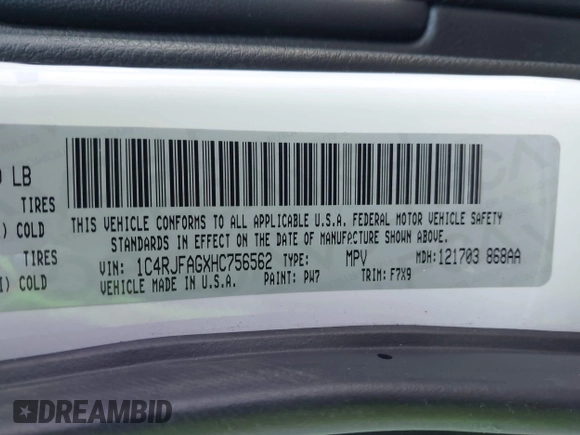 LB
TIRES
COLD
TIRES
) COLD
TIRES
I) COLD
THIS VEHICLE CONFORMS TO ALL APPLICABLE U.S.A. FEDERAL MOTOR VEHICLE SAFETY
STANDARDS IN EFFECT ON THE DATE OF MANUFACTURE SHOWN ABOVE.
VIN: 1C4RJFAGXHC756562 TYPE: MPV MDH: 121703 868AA
VEHICLE MADE IN U.S.A. PAINT: PW7 TRIM: F7X9
DREAMBID